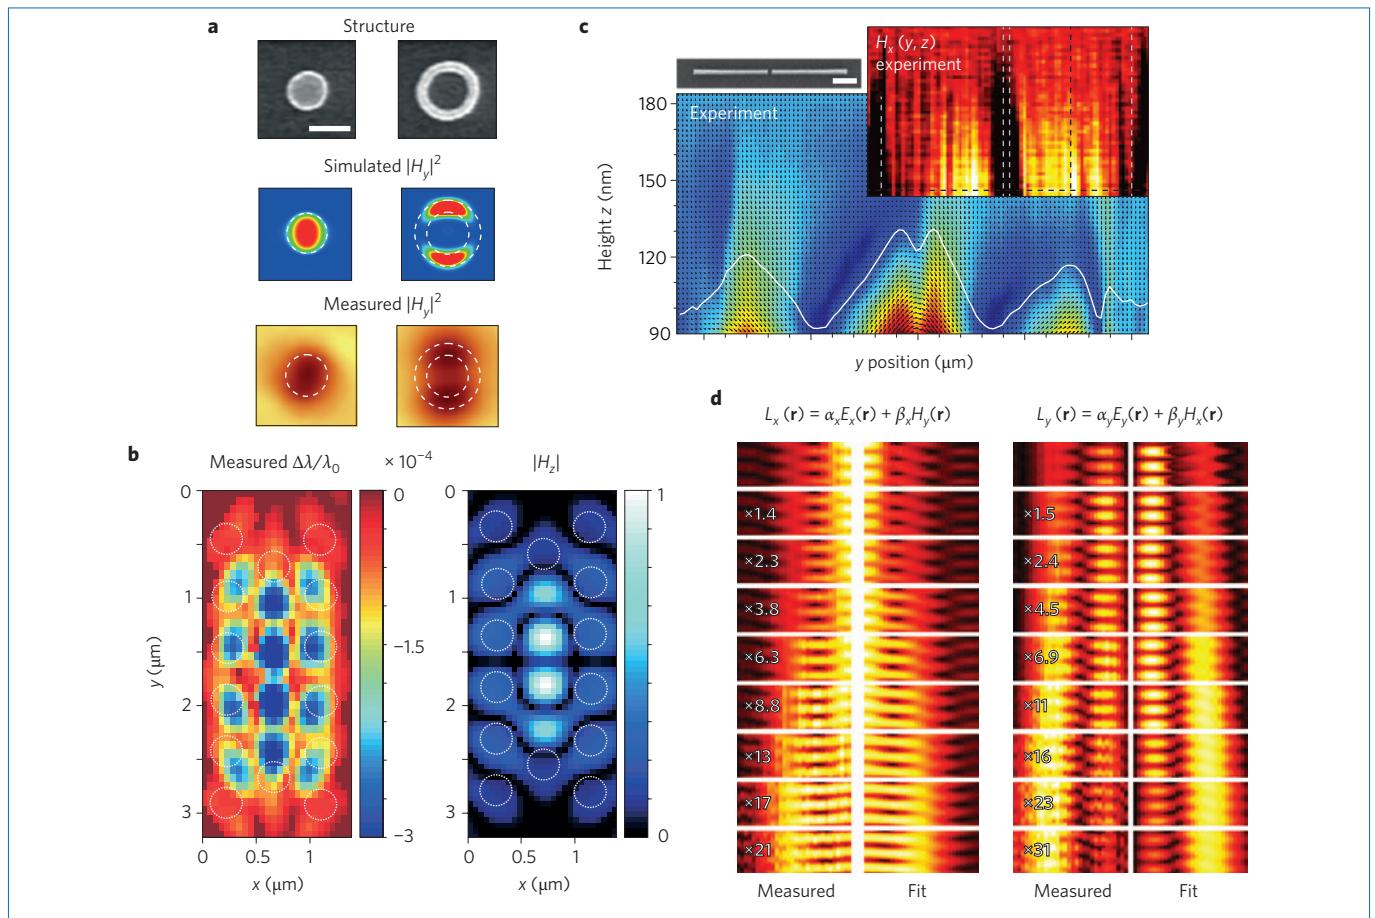 a
Structure
Simulated |Hy|2
Measured |Hy|2
b
Measured Δλ/λ0
× 10−4
0
−1.5
−3
|Hz|
1
0
0
1
2
3
y (μm)
0
0.5
1
x (μm)
0
1
2
3
0
0.5
1
x (μm)
c
Hx (y, z)
experiment
Experiment
180
150
120
90
Height z (nm)
y position (μm)
d
Lx (r) = αxEx(r) + βxHy(r)
×1.4
×2.3
×3.8
×6.3
×8.8
×13
×17
×21
Measured
Fit
Ly (r) = αyEy(r) + βyHx(r)
×1.5
×2.4
×4.5
×6.9
×11
×16
×23
×31
Measured
Fit